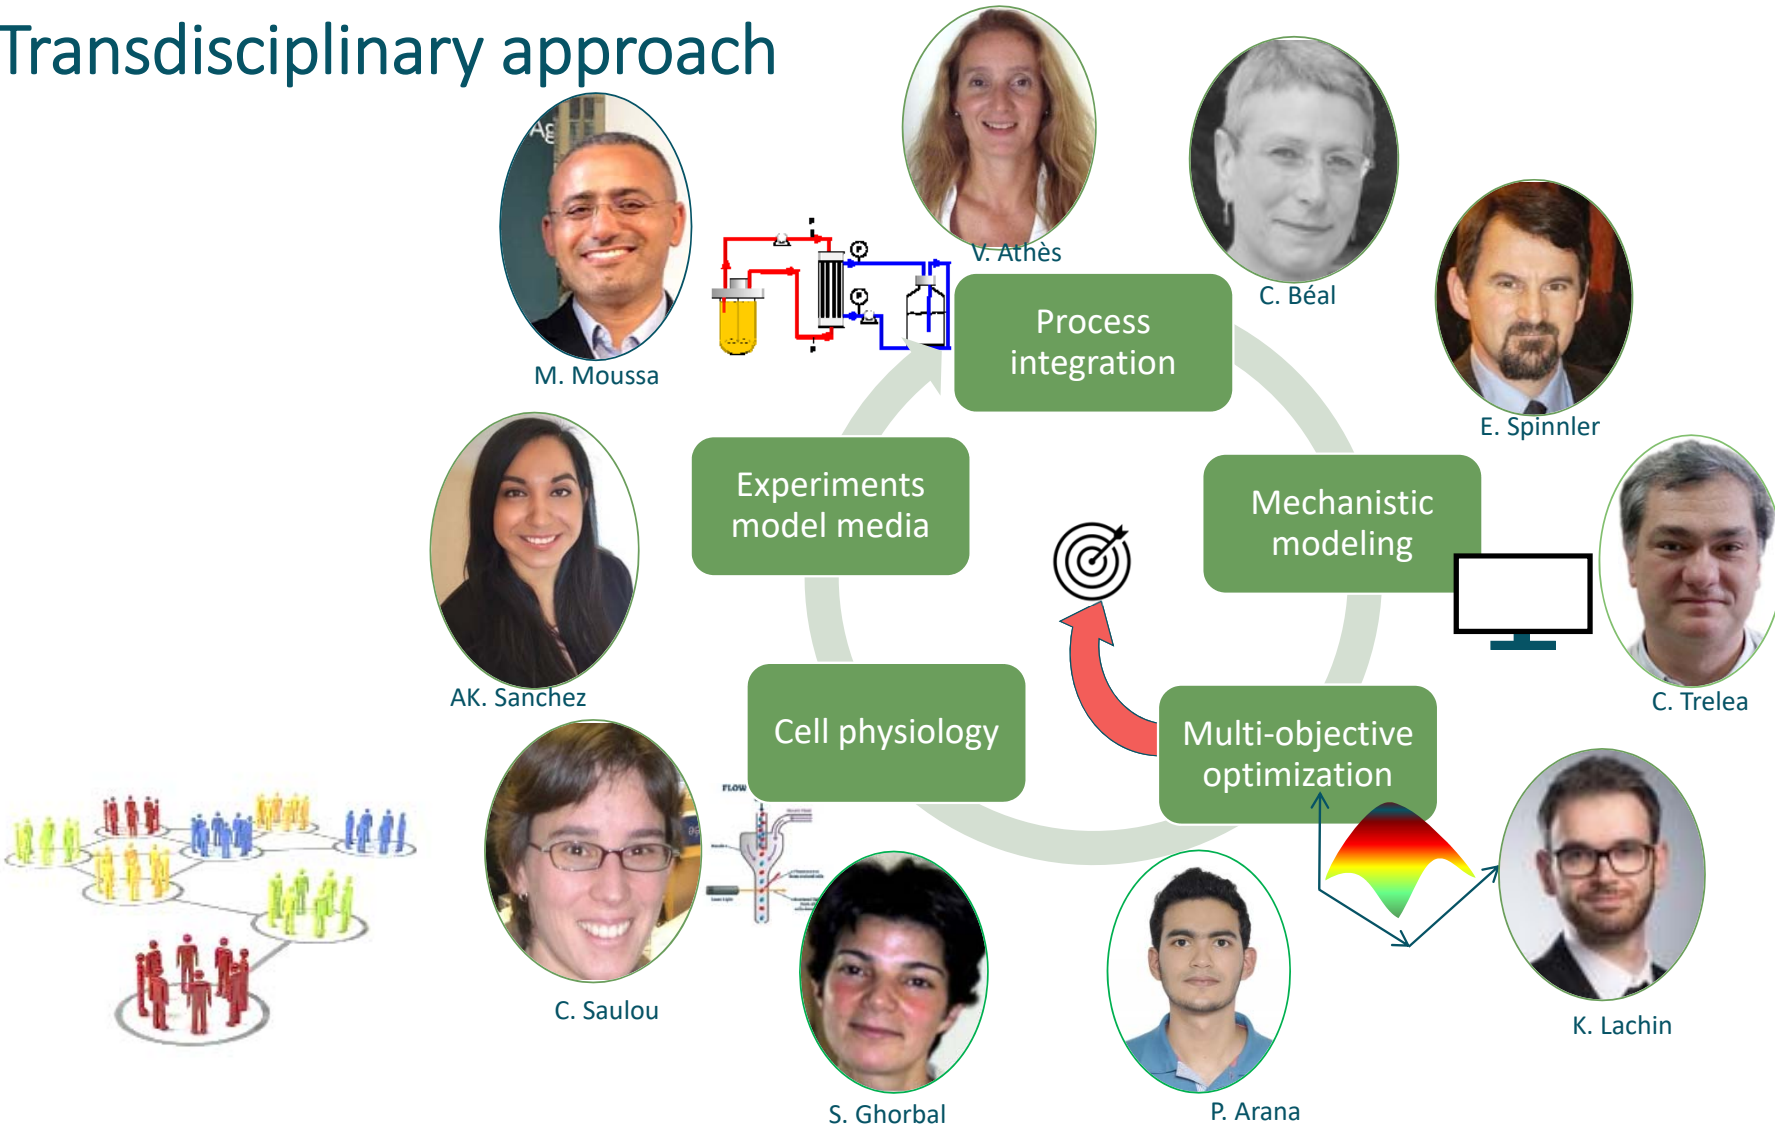 Transdisciplinary approach
Ag
M. Moussa
V. Athès
C. Béal
E. Spinnler
Process
integration
Experiments
model media
Mechanistic
modeling
AK. Sanchez
C. Trelea
Cell physiology
Multi-objective
optimization
FLOW
C. Saulou
K. Lachin
S. Ghorbal
P. Arana